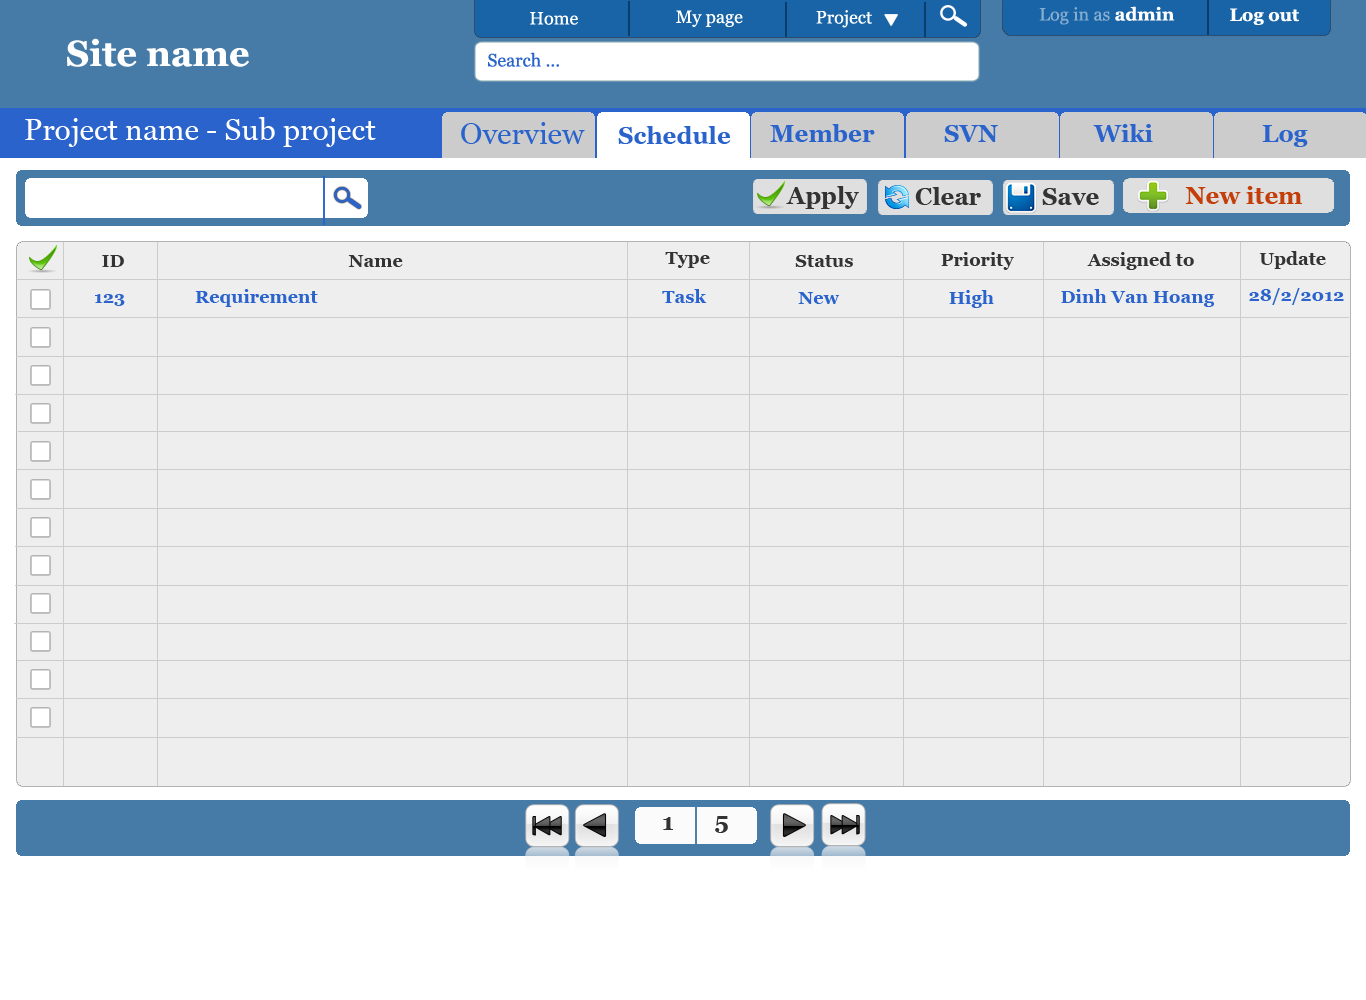 Home My page Project Log in as admin Log out
Site name
Search ...
Project name - Sub project Overview Schedule Member SVN Wiki Log
Apply Clear Save New item
ID Name Type Status Priority Assigned to Update
123 Requirement Task New High Dinh Van Hoang 28/2/2012
1 5